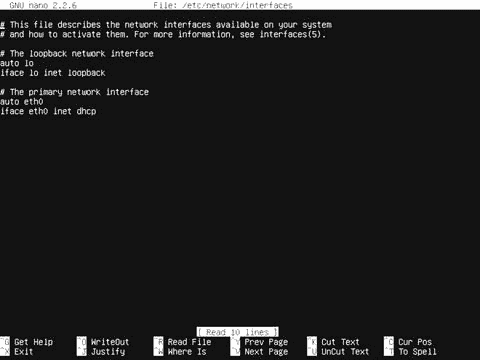 GNU nano 2.2.6 File: /etc/network/interfaces
# This file describes the network interfaces available on your system
# and how to activate them. For more information, see interfaces(5).
# The loopback network interface
auto lo
iface lo inet loopback
# The primary network interface
auto eth0
iface eth0 inet dhcp
[ Read 10 lines ]
^G Get Help ^O WriteOut ^R Read File ^Y Prev Page ^K Cut Text ^C Cur Pos
^X Exit ^J Justify ^W Where Is ^V Next Page ^U UnCut Text ^T To Spell